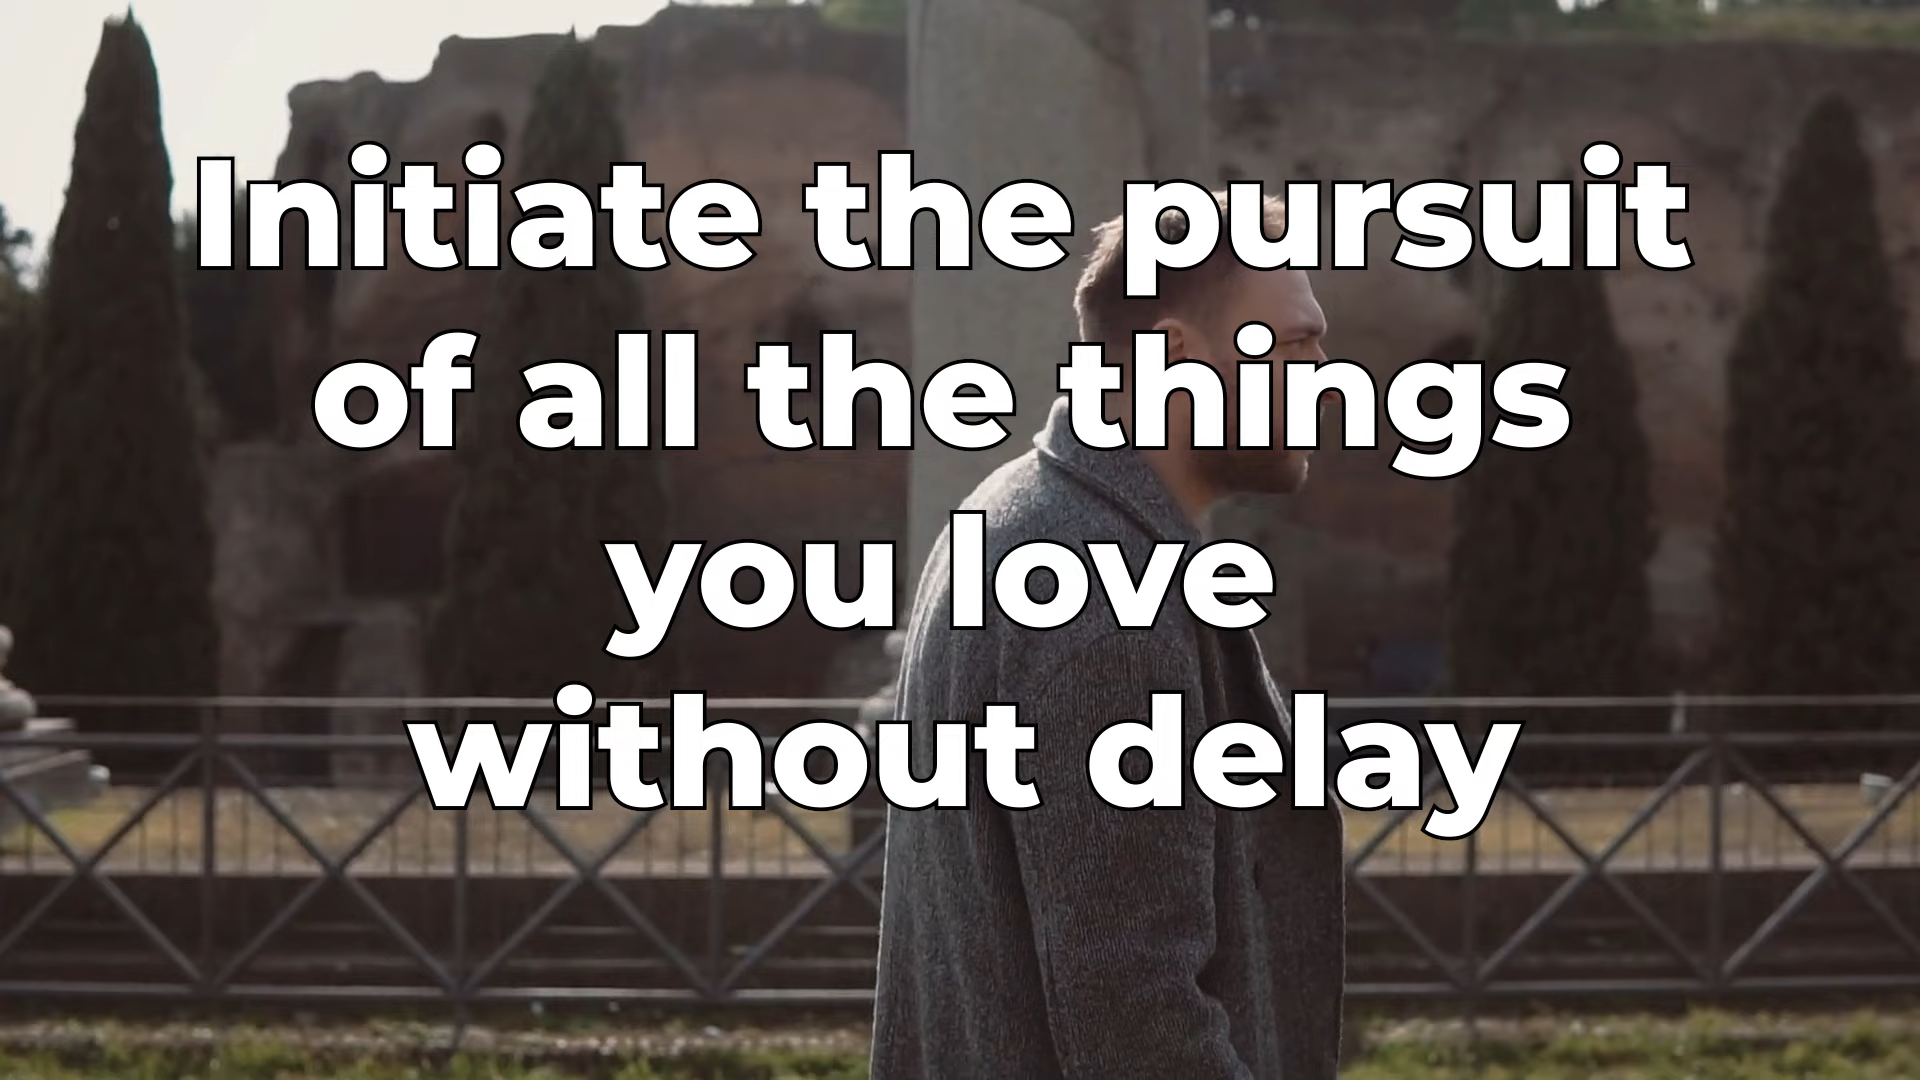 Initiate the pursuit
of all the things
you love
without delay